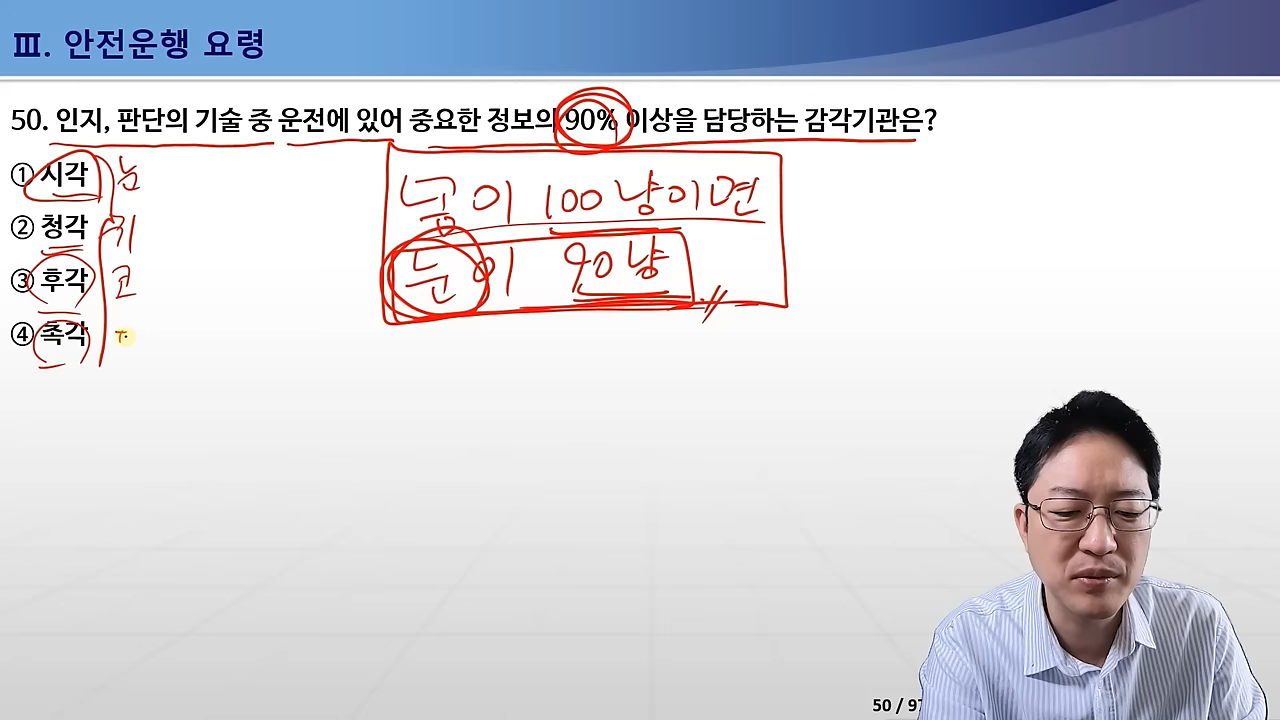 Ⅲ. 안전운행 요령
50. 인지, 판단의 기술 중 운전에 있어 중요한 정보의 90% 이상을 담당하는 감각기관은?
① 시각 눈
② 청각 귀
③ 후각 코
④ 촉각
몸이 100냥이면
눈이 90냥
50 / 97